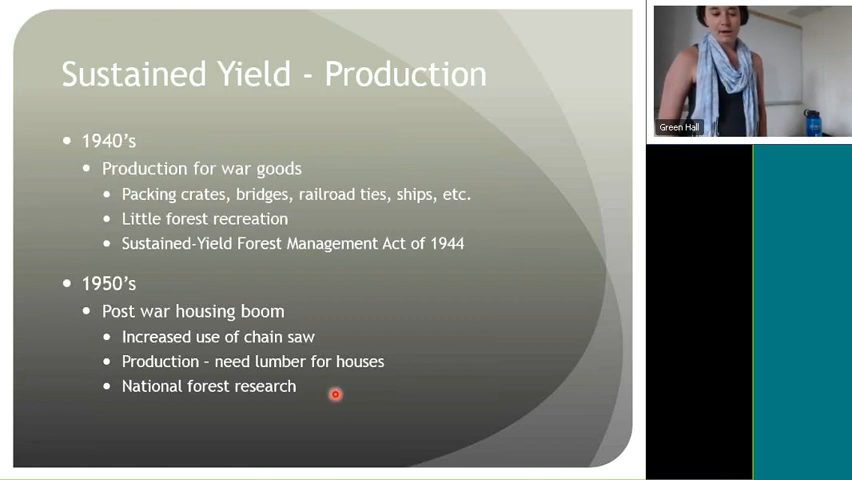 Sustained Yield - Production
1940's
Production for war goods
Packing crates, bridges, railroad ties, ships, etc.
Little forest recreation
Sustained-Yield Forest Management Act of 1944
1950's
Post war housing boom
Increased use of chain saw
Production - need lumber for houses
National forest research
Green Hall